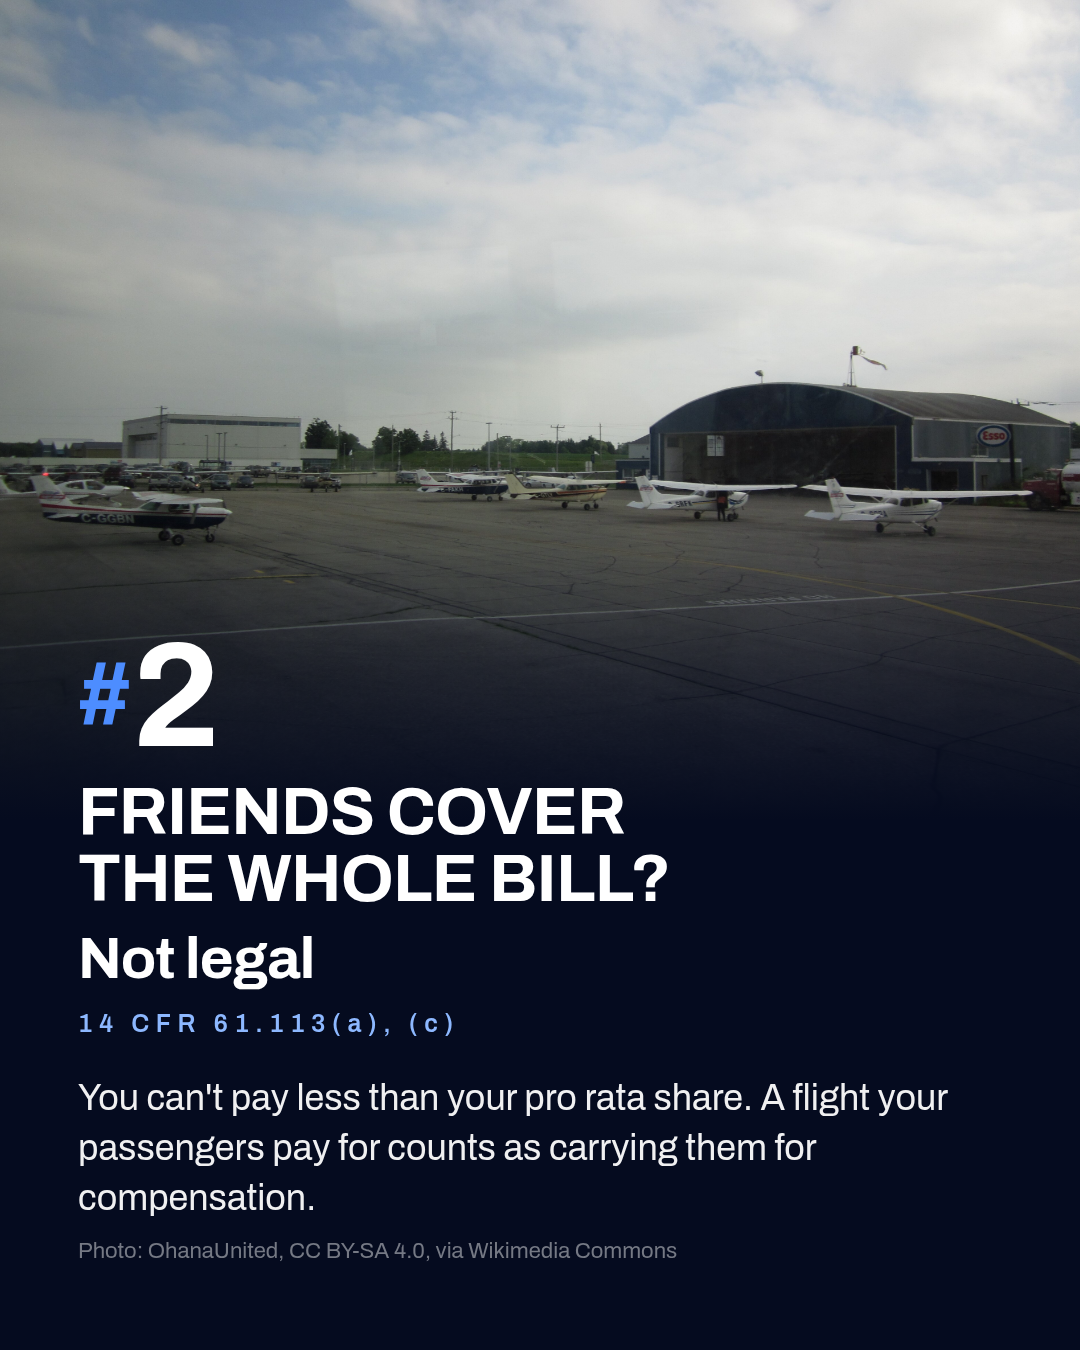 Esso
C-GGBN
#2
FRIENDS COVER
THE WHOLE BILL?
Not legal
14 CFR 61.113(a), (c)
You can't pay less than your pro rata share. A flight your
passengers pay for counts as carrying them for
compensation.
Photo: OhanaUnited, CC BY-SA 4.0, via Wikimedia Commons